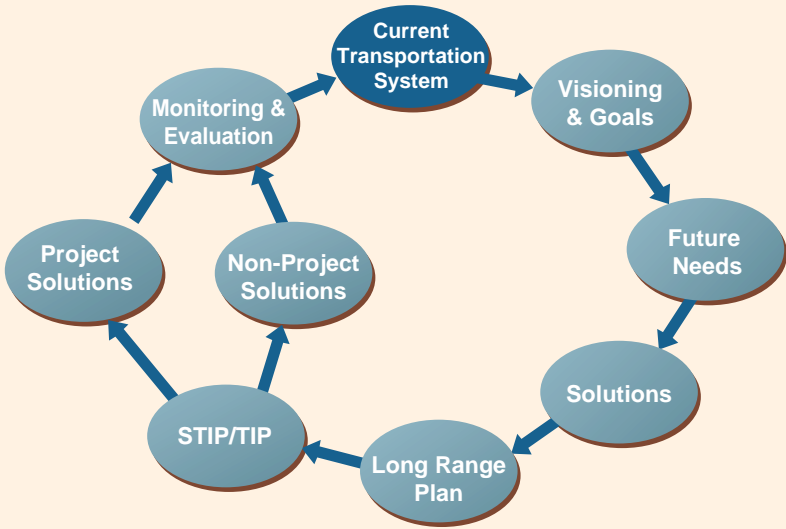 Current
Transportation
System
Visioning
& Goals
Future
Needs
Solutions
Long Range
Plan
STIP/TIP
Project
Solutions
Non-Project
Solutions
Monitoring &
Evaluation